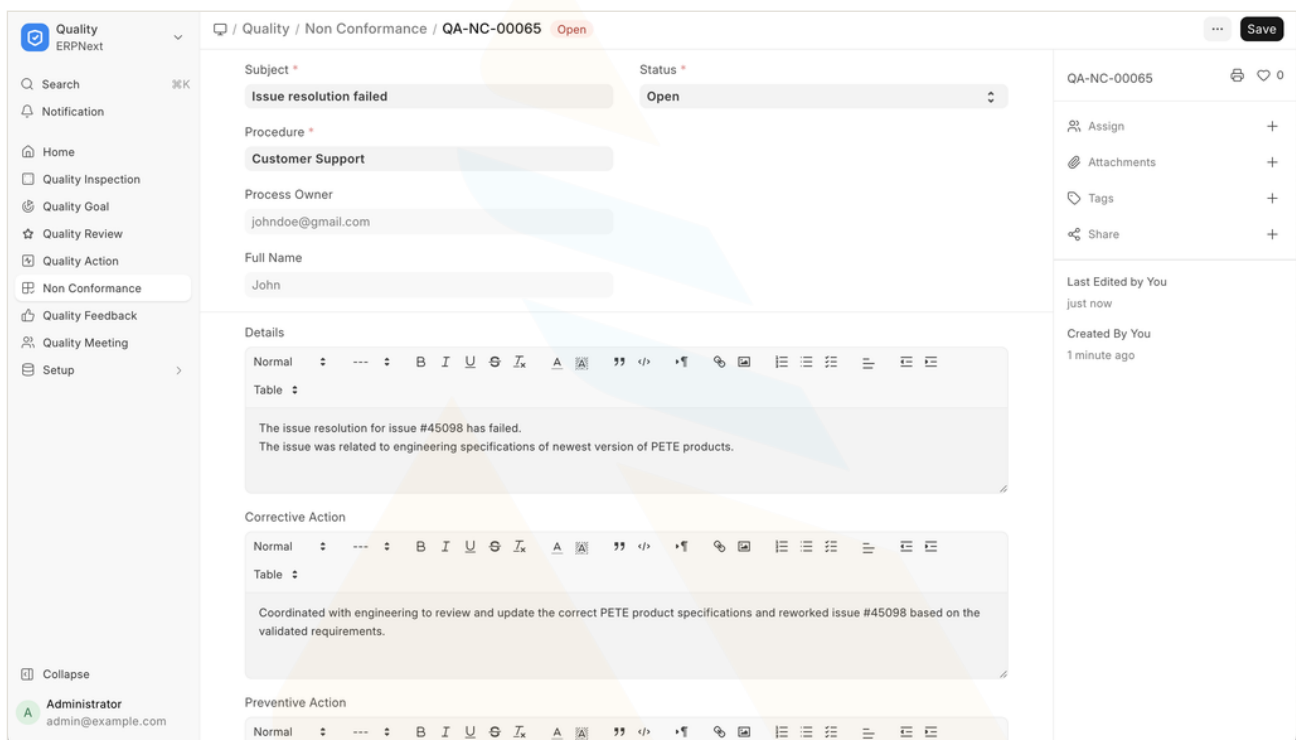 Quality
ERPNext
Search ⌘K
Notification
Home
Quality Inspection
Quality Goal
Quality Review
Quality Action
Non Conformance
Quality Feedback
Quality Meeting
Setup
Collapse
A
Administrator
admin@example.com
/ Quality / Non Conformance / QA-NC-00065 Open
··· Save
Subject *
Issue resolution failed
Status *
Open
Procedure *
Customer Support
Process Owner
johndoe@gmail.com
Full Name
John
Details
Normal --- B I U S Tx A A ” </> ¶
Table
The issue resolution for issue #45098 has failed.
The issue was related to engineering specifications of newest version of PETE products.
Corrective Action
Normal --- B I U S Tx A A ” </> ¶
Table
Coordinated with engineering to review and update the correct PETE product specifications and reworked issue #45098 based on the
validated requirements.
Preventive Action
Normal --- B I U S Tx A A ” </> ¶
QA-NC-00065 0
Assign +
Attachments +
Tags +
Share +
Last Edited by You
just now
Created By You
1 minute ago